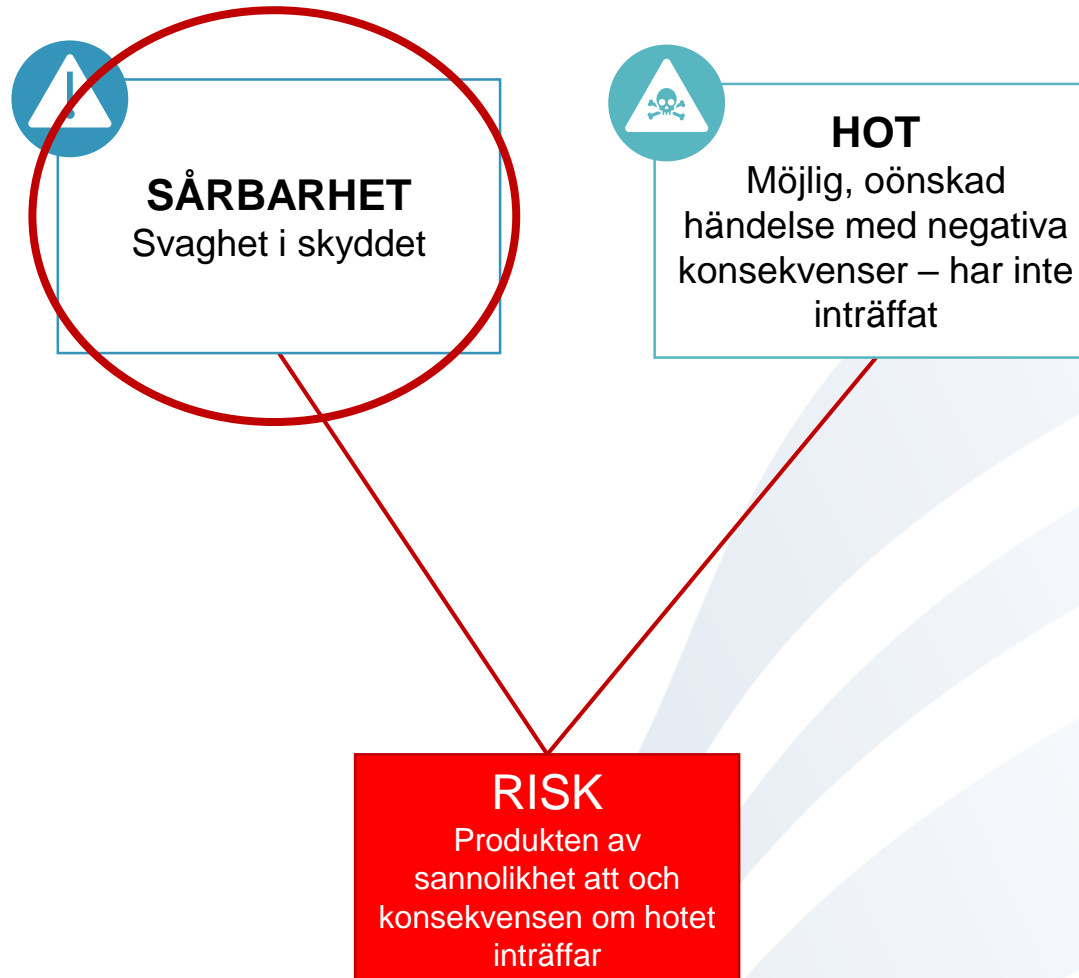 SÅRBARHET
Svaghet i skyddet
HOT
Möjlig, oönskad
händelse med negativa
konsekvenser – har inte
inträffat
RISK
Produkten av
sannolikhet att och
konsekvensen om hotet
inträffar